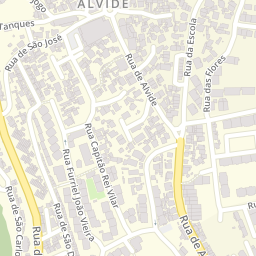 ALVIDE
Tanques
Rua de São José
Rua de Alvide
Rua da Escola
Rua das Flores
Rua Capitão Rei Vilar
Rua Furriel João Vieira
Rua de São
Rua de São
Rua d
Rua de A